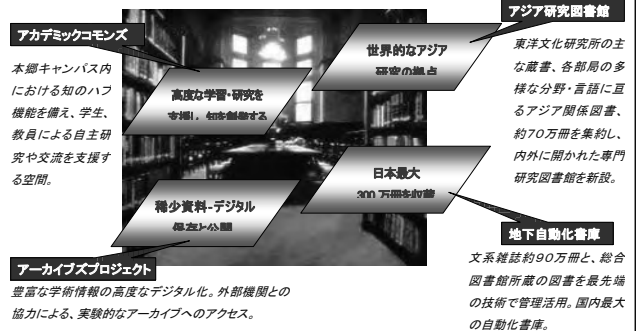 アカデミックコモンズ
本郷キャンパス内
における知のハブ
機能を備え、学生、
教員による自主研
究や交流を支援す
る空間。
高度な学習・研究を
支援し、知を創造する
世界的なアジア
研究の拠点
アジア研究図書館
東洋文化研究所の主
な蔵書、各部局の多
様な分野・言語に亘
るアジア関係図書、
約70万冊を集約し、
内外に開かれた専門
研究図書館を新設。
稀少資料-デジタル
保存と公開
日本最大
300 万冊を収蔵
アーカイブズプロジェクト
豊富な学術情報の高度なデジタル化。外部機関との
協力による、実験的なアーカイブへのアクセス。
地下自動化書庫
文系雑誌約90万冊と、総合
図書館所蔵の図書を最先端
の技術で管理活用。国内最大
の自動化書庫。